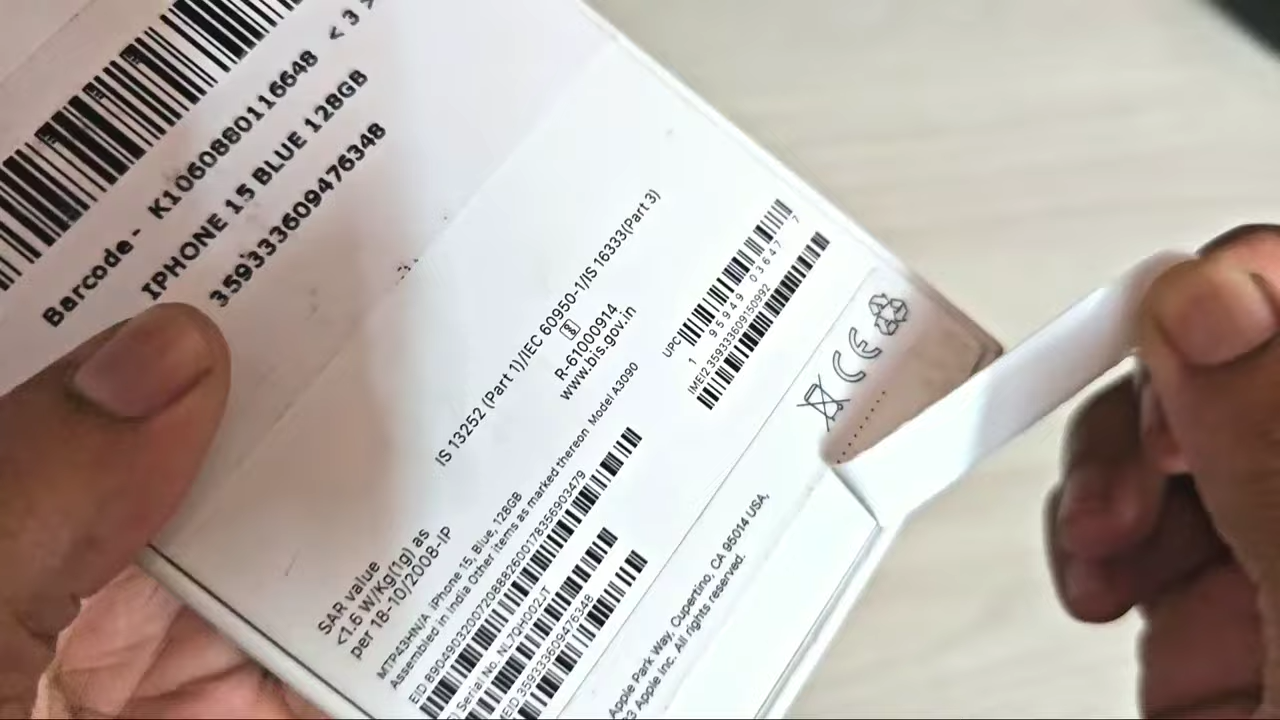 < 3 >
Barcode - K1060880116648
IPHONE 15 BLUE 128GB
359333609476348
IS 13252 (Part 1)/IEC 60950-1/IS 16333(Part 3)
R-61000914
www.bis.gov.in
SAR value
<1.6 W/Kg(1g) as
per 18-10/2008-IP
MTP43HN/A iPhone 15, Blue, 128GB
Assembled in India Other items as marked thereon Model A3090
EID 89049032007208882600178356903479
Serial No. NL70H002JT
IMEI 359333609476348
UPC
1 95949 03647 7
IMEI2 359333609150992
CE
Apple Park Way, Cupertino, CA 95014 USA,
3 Apple Inc. All rights reserved.